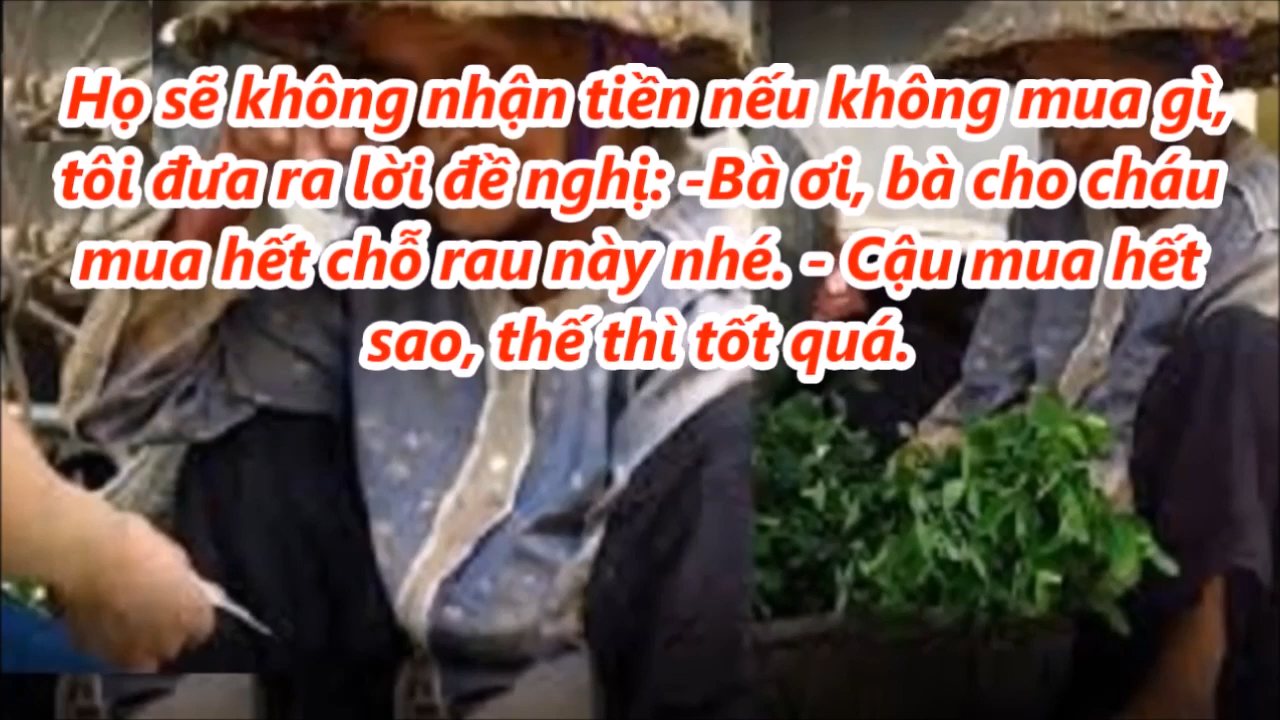 Họ sẽ không nhận tiền nếu không mua gì,
tôi đưa ra lời đề nghị: -Bà ơi, bà cho cháu
mua hết chỗ rau này nhé. - Cậu mua hết
sao, thế thì tốt quá.